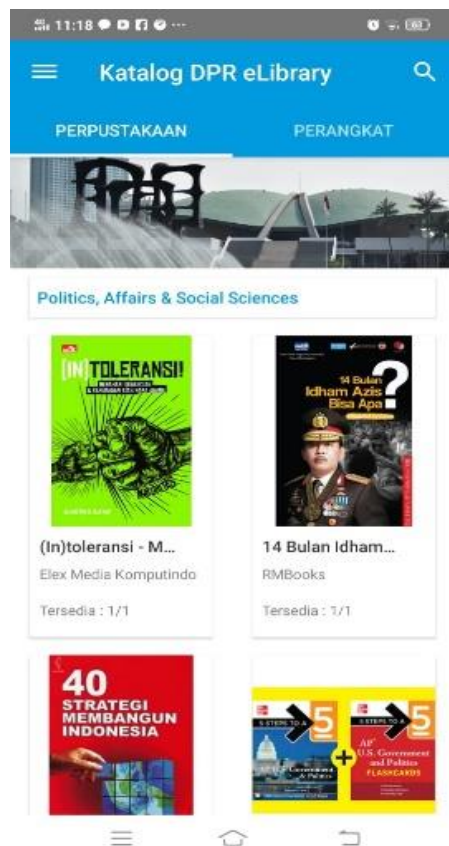 11:18
63
Katalog DPR eLibrary
PERPUSTAKAAN
PERANGKAT
Politics, Affairs & Social Sciences
(IN)TOLERANSI!
14 Bulan
Idham Azis
Bisa Apa?
(In)toleransi - M...
Elex Media Komputindo
Tersedia : 1/1
14 Bulan Idham...
RMBooks
Tersedia : 1/1
40
STRATEGI
MEMBANGUN
INDONESIA
5 STEPS TO A 5
5 STEPS TO A 5
AP
U.S. Government
and Politics
FLASHCARDS